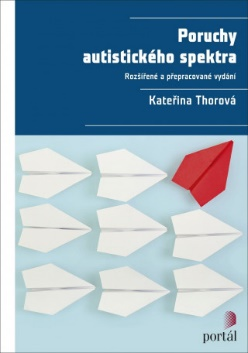 Poruchy
autistického spektra
Rozšířené a přepracované vydání
Kateřina Thorová
portál